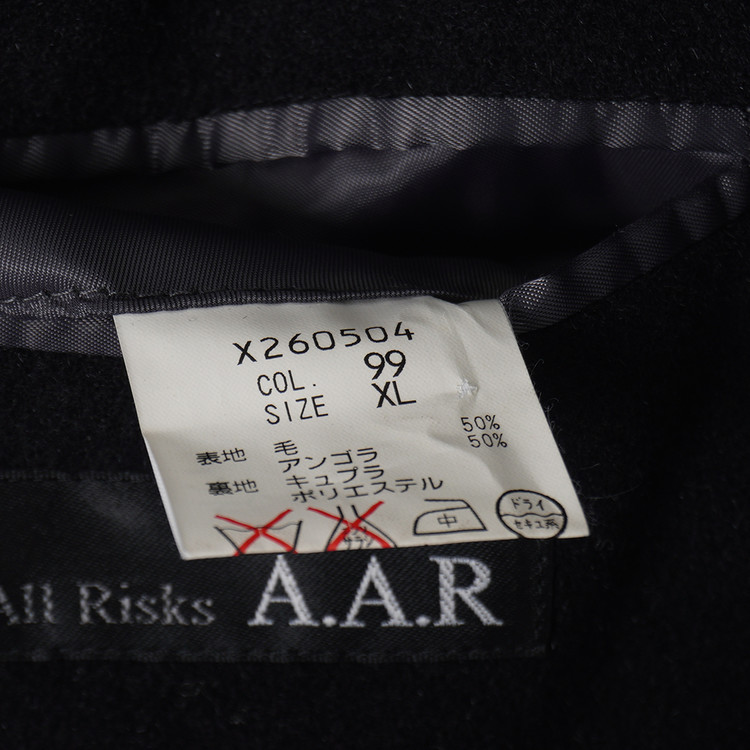 X260504
COL. 99
SIZE XL
表地 毛 50%
アンゴラ 50%
裏地 キュプラ
ポリエステル
中
ドライ
セキユ系
All Risks A.A.R